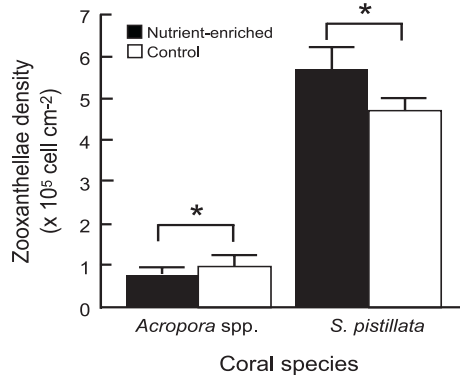 7
6
5
4
3
2
1
0
Zooxanthellae density
(x 10⁵ cell cm-²)
Nutrient-enriched
Control
*
*
Acropora spp. S. pistillata
Coral species